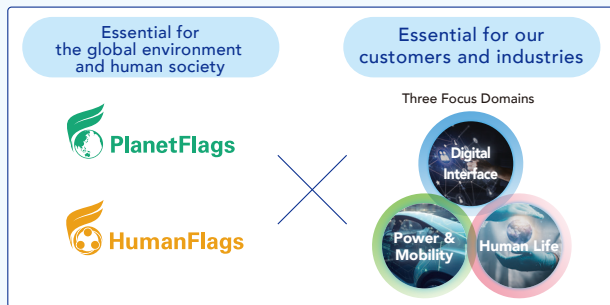 Essential for
the global environment
and human society
PlanetFlags
HumanFlags
Essential for our
customers and industries
Three Focus Domains
Digital
Interface
Power &
Mobility
Human Life